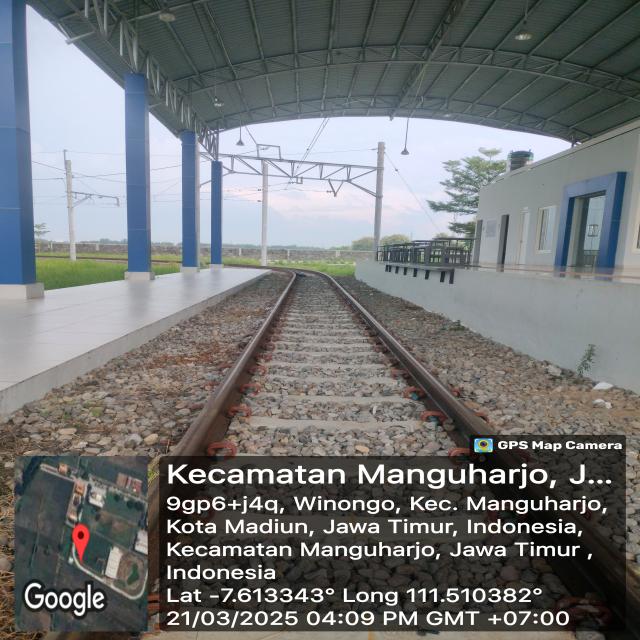 GPS Map Camera
Kecamatan Manguharjo, J...
9gp6+j4q, Winongo, Kec. Manguharjo,
Kota Madiun, Jawa Timur, Indonesia,
Kecamatan Manguharjo, Jawa Timur ,
Indonesia
Lat -7.613343° Long 111.510382°
21/03/2025 04:09 PM GMT +07:00
Google